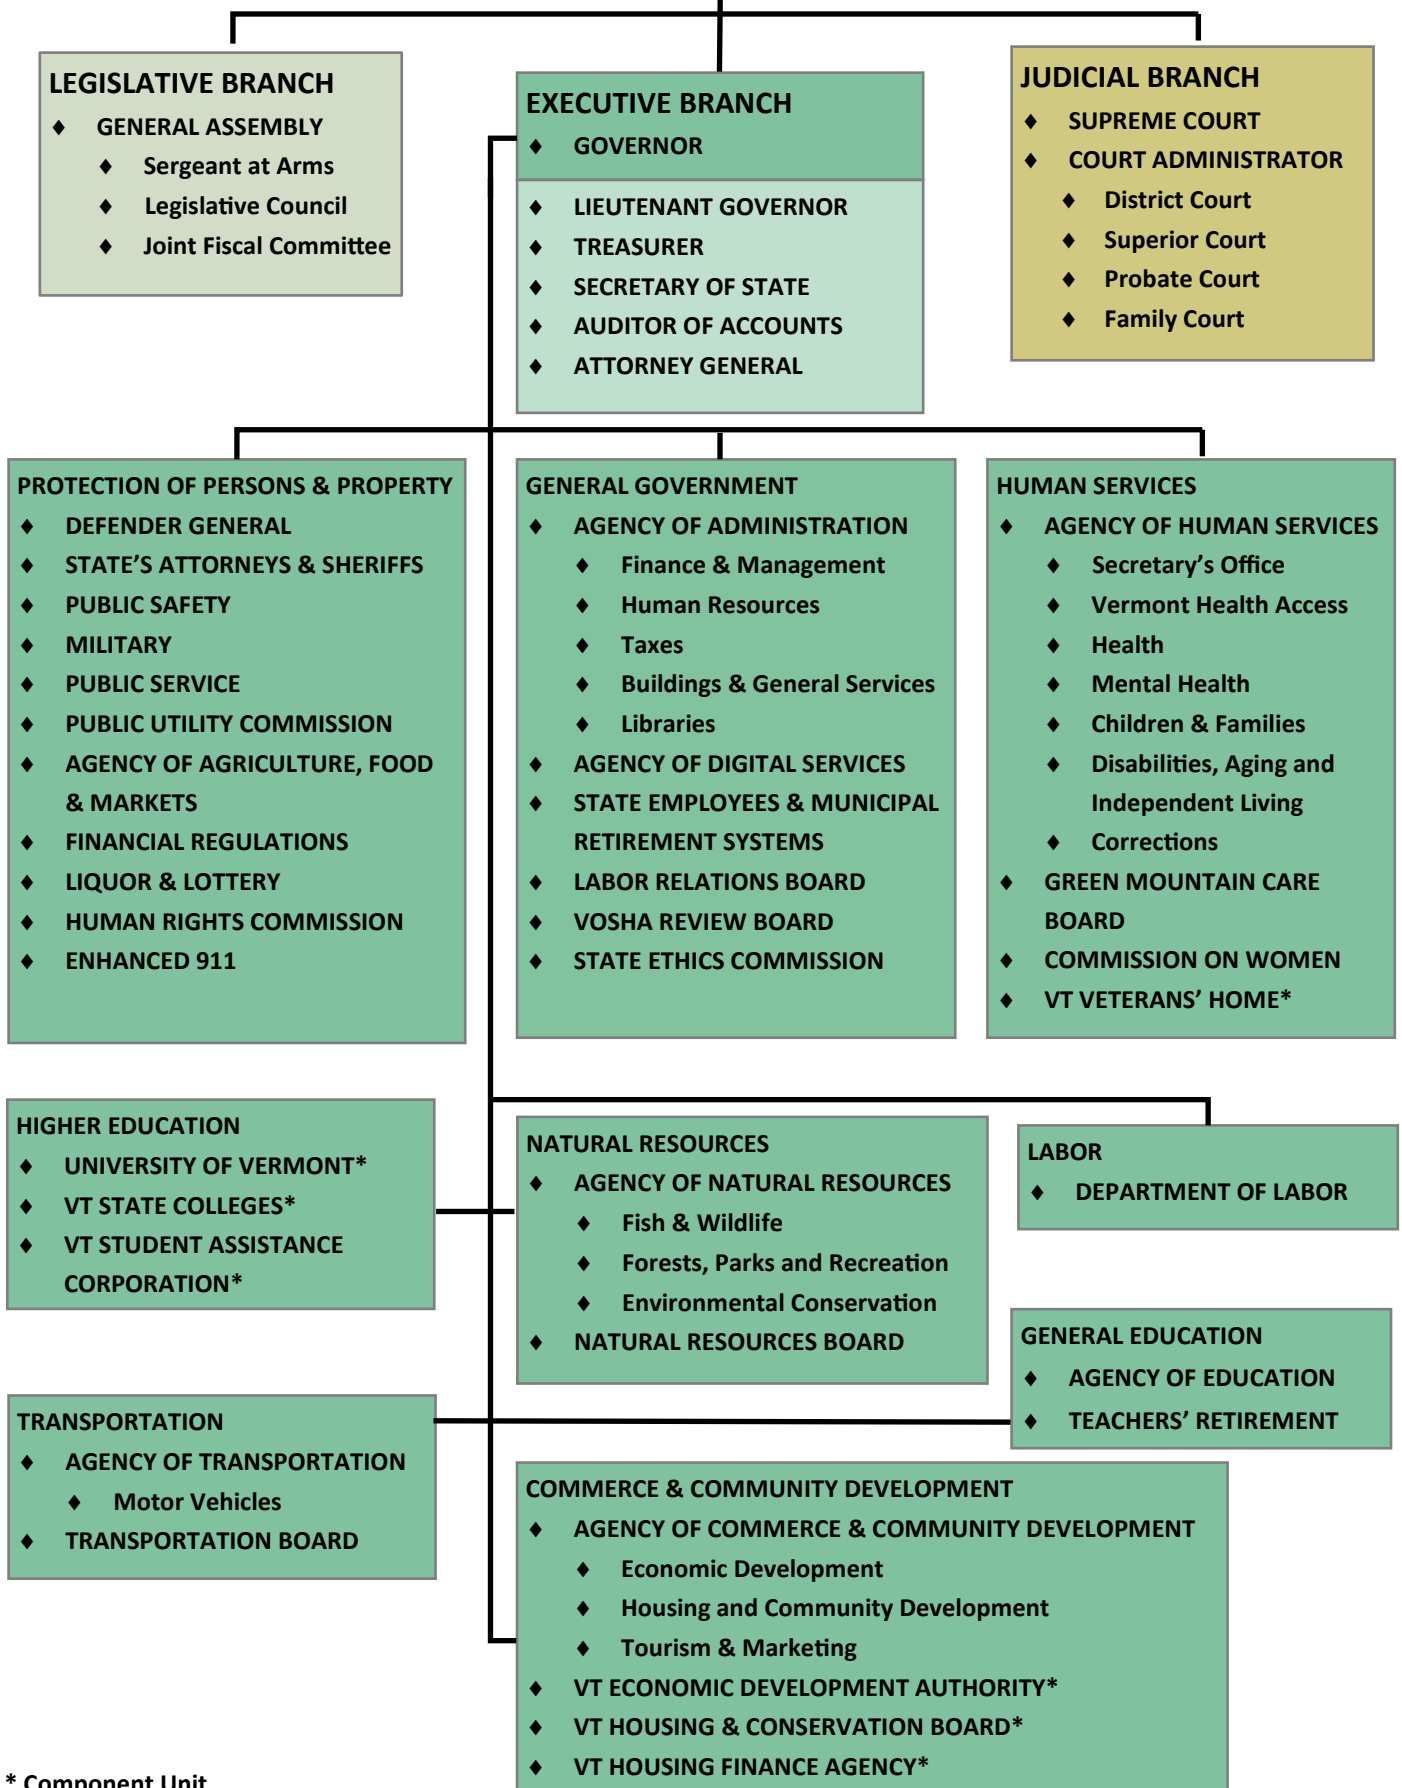 LEGISLATIVE BRANCH
♦ GENERAL ASSEMBLY
♦ Sergeant at Arms
♦ Legislative Council
♦ Joint Fiscal Committee
EXECUTIVE BRANCH
♦ GOVERNOR
♦ LIEUTENANT GOVERNOR
♦ TREASURER
♦ SECRETARY OF STATE
♦ AUDITOR OF ACCOUNTS
♦ ATTORNEY GENERAL
JUDICIAL BRANCH
♦ SUPREME COURT
♦ COURT ADMINISTRATOR
♦ District Court
♦ Superior Court
♦ Probate Court
♦ Family Court
PROTECTION OF PERSONS & PROPERTY
♦ DEFENDER GENERAL
♦ STATE’S ATTORNEYS & SHERIFFS
♦ PUBLIC SAFETY
♦ MILITARY
♦ PUBLIC SERVICE
♦ PUBLIC UTILITY COMMISSION
♦ AGENCY OF AGRICULTURE, FOOD
& MARKETS
♦ FINANCIAL REGULATIONS
♦ LIQUOR & LOTTERY
♦ HUMAN RIGHTS COMMISSION
♦ ENHANCED 911
GENERAL GOVERNMENT
♦ AGENCY OF ADMINISTRATION
♦ Finance & Management
♦ Human Resources
♦ Taxes
♦ Buildings & General Services
♦ Libraries
♦ AGENCY OF DIGITAL SERVICES
♦ STATE EMPLOYEES & MUNICIPAL
RETIREMENT SYSTEMS
♦ LABOR RELATIONS BOARD
♦ VOSHA REVIEW BOARD
♦ STATE ETHICS COMMISSION
HUMAN SERVICES
♦ AGENCY OF HUMAN SERVICES
♦ Secretary’s Office
♦ Vermont Health Access
♦ Health
♦ Mental Health
♦ Children & Families
♦ Disabilities, Aging and
Independent Living
♦ Corrections
♦ GREEN MOUNTAIN CARE
BOARD
♦ COMMISSION ON WOMEN
♦ VT VETERANS’ HOME*
HIGHER EDUCATION
♦ UNIVERSITY OF VERMONT*
♦ VT STATE COLLEGES*
♦ VT STUDENT ASSISTANCE
CORPORATION*
NATURAL RESOURCES
♦ AGENCY OF NATURAL RESOURCES
♦ Fish & Wildlife
♦ Forests, Parks and Recreation
♦ Environmental Conservation
♦ NATURAL RESOURCES BOARD
LABOR
♦ DEPARTMENT OF LABOR
GENERAL EDUCATION
♦ AGENCY OF EDUCATION
♦ TEACHERS’ RETIREMENT
TRANSPORTATION
♦ AGENCY OF TRANSPORTATION
♦ Motor Vehicles
♦ TRANSPORTATION BOARD
COMMERCE & COMMUNITY DEVELOPMENT
♦ AGENCY OF COMMERCE & COMMUNITY DEVELOPMENT
♦ Economic Development
♦ Housing and Community Development
♦ Tourism & Marketing
♦ VT ECONOMIC DEVELOPMENT AUTHORITY*
♦ VT HOUSING & CONSERVATION BOARD*
♦ VT HOUSING FINANCE AGENCY*
* Component Unit